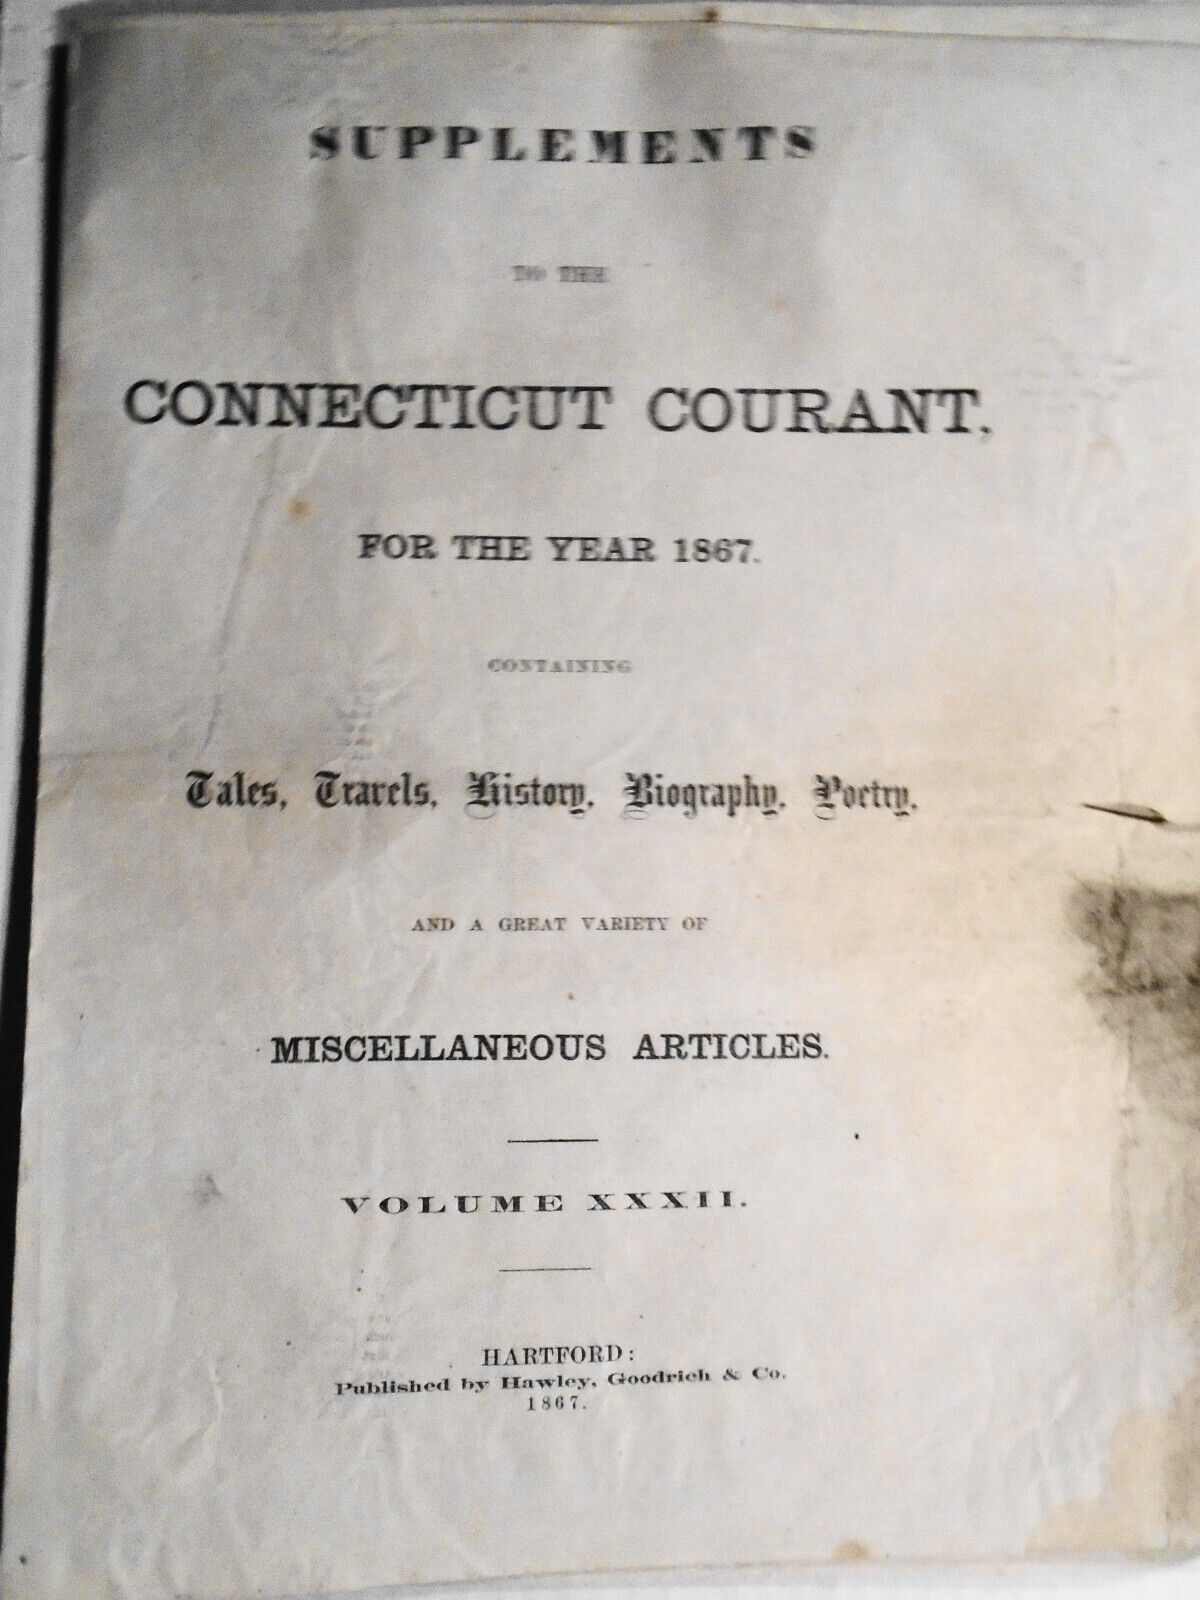 SUPPLEMENTS
TO THE
CONNECTICUT COURANT,
FOR THE YEAR 1867.
CONTAINING
Tales, Travels, History, Biography, Poetry,
AND A GREAT VARIETY OF
MISCELLANEOUS ARTICLES.
VOLUME XXXII.
HARTFORD:
Published by Hawley, Goodrich & Co.
1867.